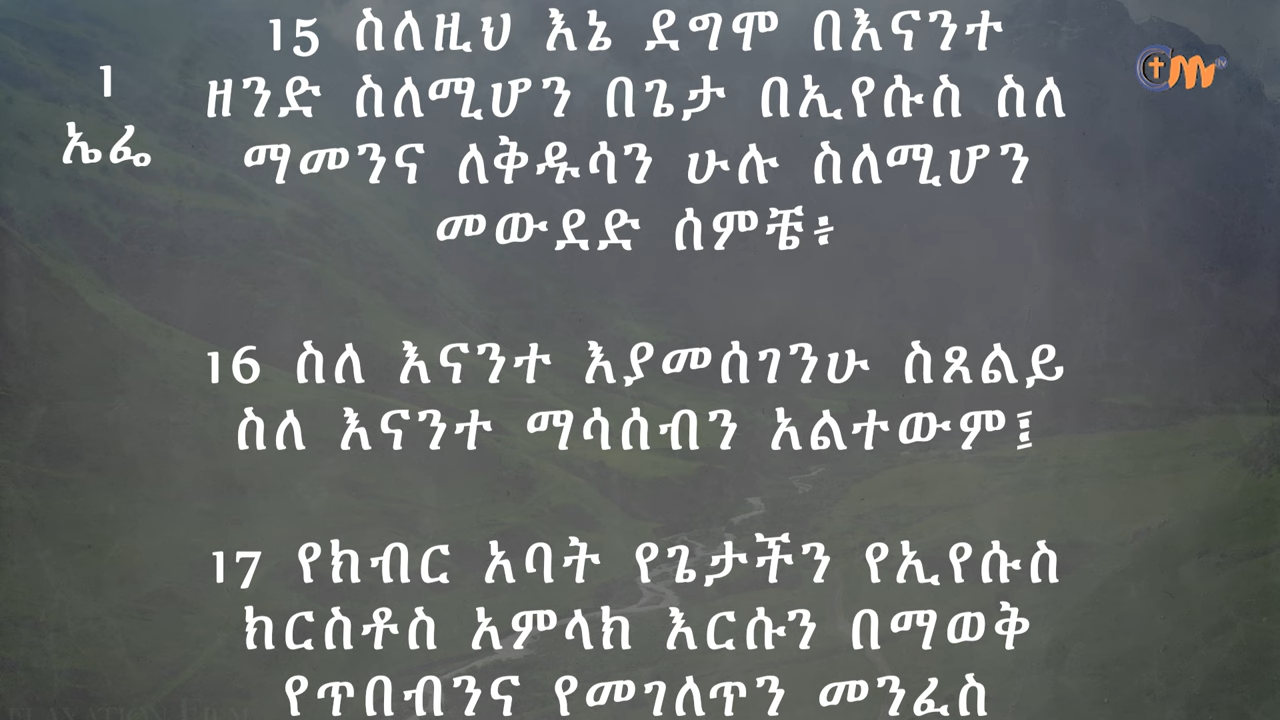 15 ስለዚህ እኔ ደግሞ በእናንተ
1
ኤፌ
ዘንድ ስለሚሆን በጌታ በኢየሱስ ስለ
ማመንና ለቅዱሳን ሁሉ ስለሚሆን
መውደድ ሰምቼ፥
16 ስለ እናንተ እያመሰገንሁ ስጸልይ
ስለ እናንተ ማሳሰብን አልተውም፤
17 የክብር አባት የጌታችን የኢየሱስ
ክርስቶስ አምላክ እርሱን በማወቅ
የጥበብንና የመገለጥን መንፈስ